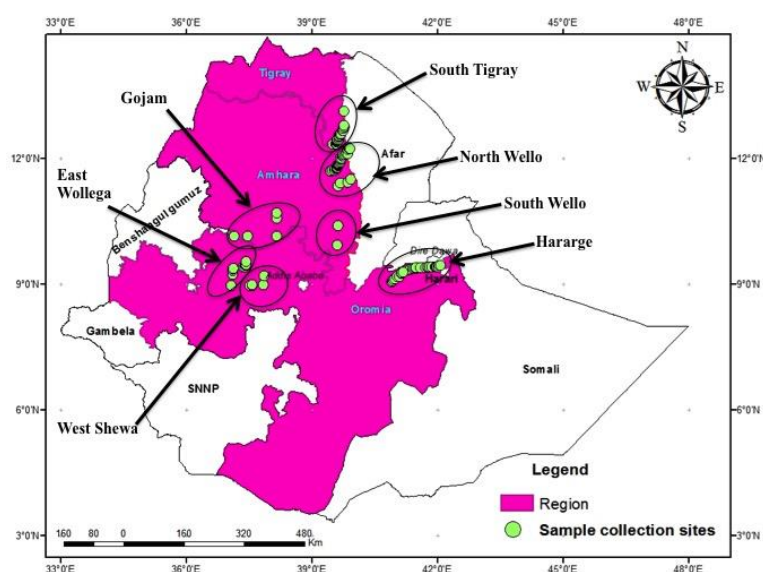 33°0'E 36°0'E 39°0'E 42°0'E 45°0'E 48°0'E
N
W E
S
South Tigray
Tigray
Gojam
12°0'N 12°0'N
Afar
North Wello
East
Wollega
Amhara
South Wello
Benshangulgumuz
Hararge
Dire Dawa
9°0'N 9°0'N
Addis Ababa
Harari
Oromia
Gambela
Somali
SNNP
6°0'N 6°0'N
West Shewa
Legend
Region
Sample collection sites
3°0'N 3°0'N
160 80 0 160 320 480
Km
33°0'E 36°0'E 39°0'E 42°0'E 45°0'E 48°0'E